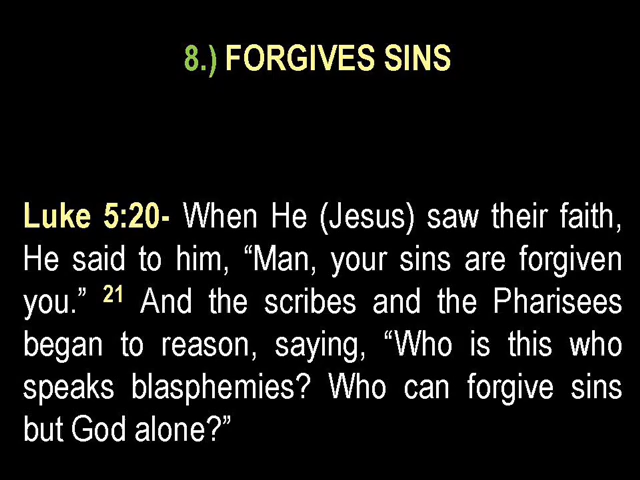 8.) FORGIVES SINS
Luke 5:20- When He (Jesus) saw their faith,
He said to him, “Man, your sins are forgiven
you.” 21 And the scribes and the Pharisees
began to reason, saying, “Who is this who
speaks blasphemies? Who can forgive sins
but God alone?”